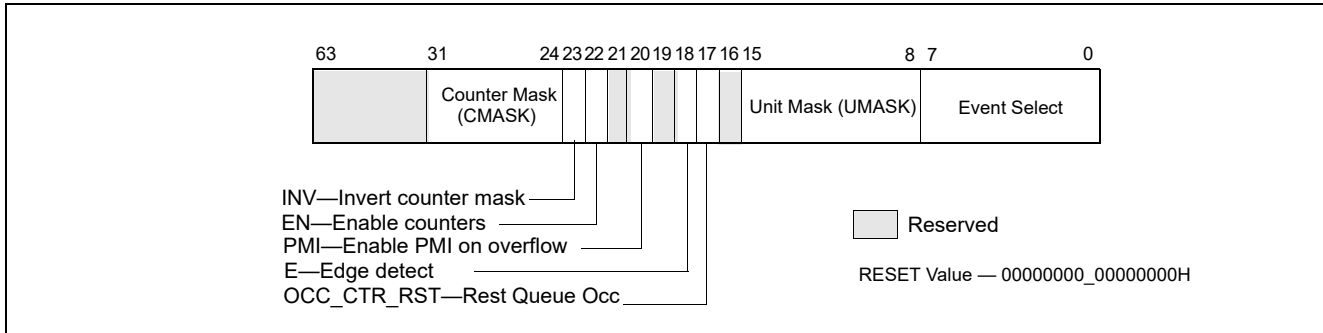 63 31 24 23 22 21 20 19 18 17 16 15 8 7 0
Counter Mask
(CMASK)
Unit Mask (UMASK)
Event Select
INV—Invert counter mask
EN—Enable counters
PMI—Enable PMI on overflow
E—Edge detect
OCC_CTR_RST—Rest Queue Occ
Reserved
RESET Value — 00000000_00000000H